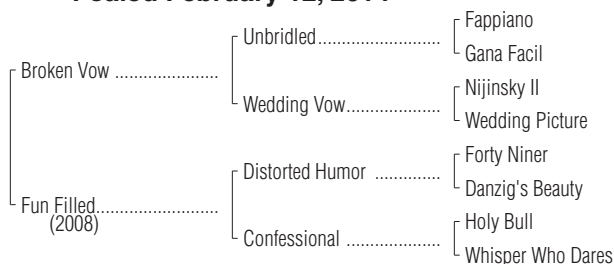 Foaled February 12, 2014
Fappiano
Unbridled
Gana Facil
Broken Vow
Nijinsky II
Wedding Vow
Wedding Picture
Forty Niner
Distorted Humor
Danzig's Beauty
Fun Filled
(2008)
Holy Bull
Confessional
Whisper Who Dares